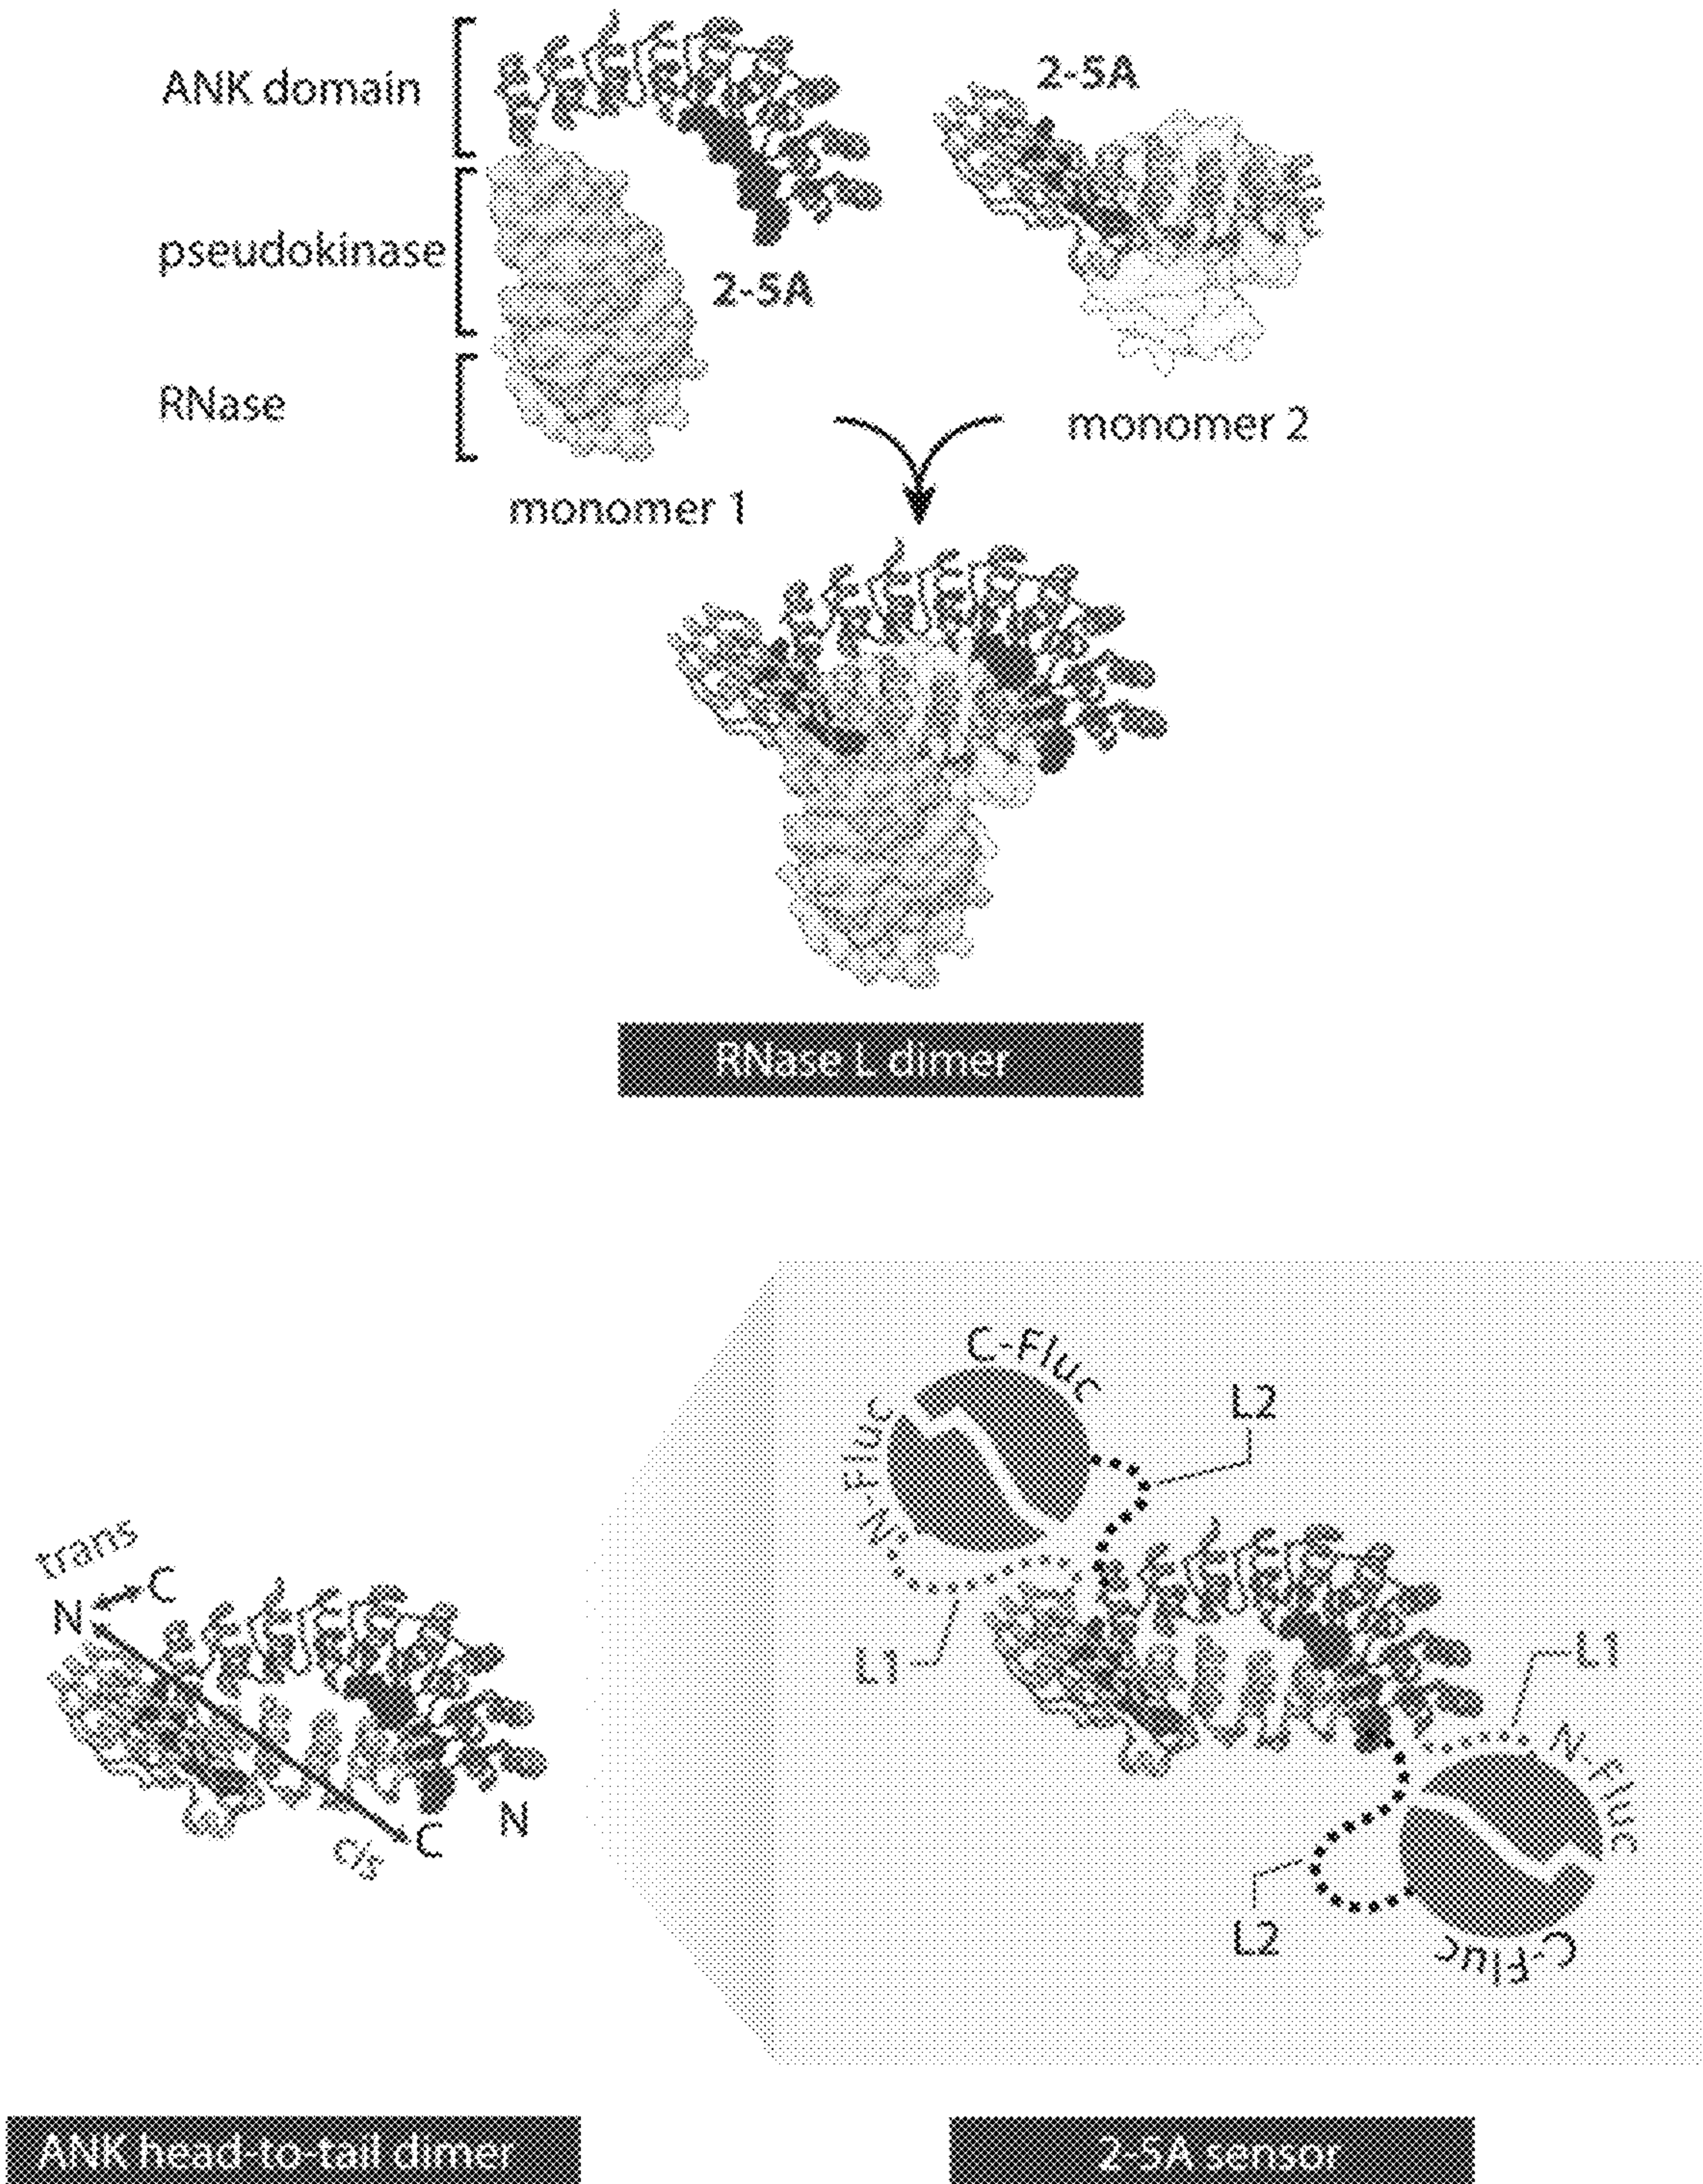 ANK domain
2-5A
pseudokinase
2-5A
RNase
monomer 2
monomer 1
RNase L dimer
C-Fluc
L2
N-Fluc
trans
N
C
L1
L1
N-Fluc
N
C
cis
L2
C-Fluc
ANK head-to-tail dimer
2-5A sensor